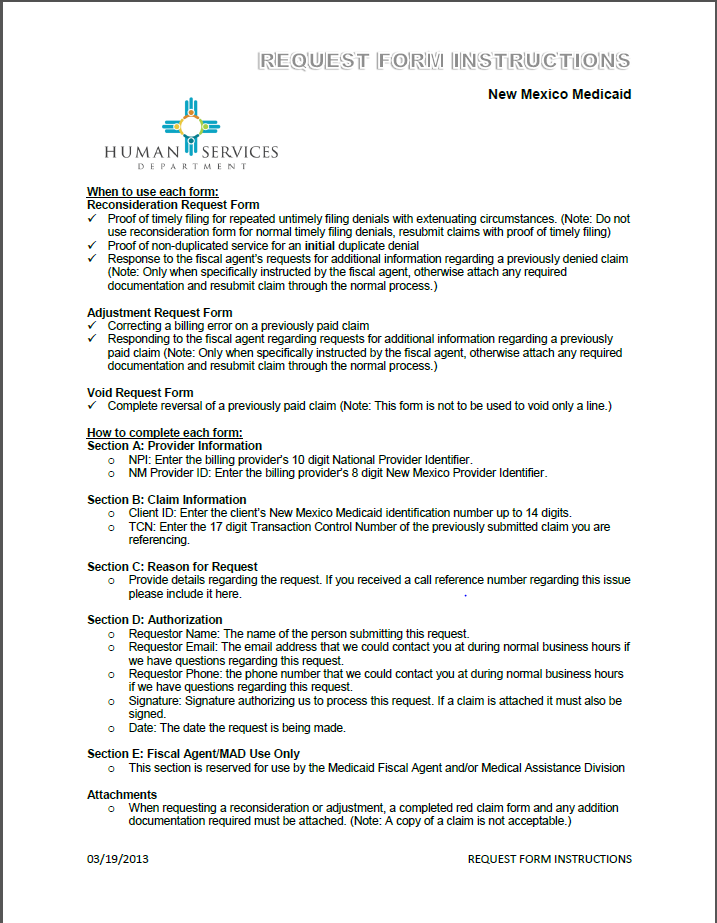 REQUEST FORM INSTRUCTIONS
New Mexico Medicaid
HUMAN SERVICES
DEPARTMENT
When to use each form:
Reconsideration Request Form
✓ Proof of timely filing for repeated untimely filing denials with extenuating circumstances. (Note: Do not
use reconsideration form for normal timely filing denials, resubmit claims with proof of timely filing)
✓ Proof of non-duplicated service for an initial duplicate denial
✓ Response to the fiscal agent's requests for additional information regarding a previously denied claim
(Note: Only when specifically instructed by the fiscal agent, otherwise attach any required
documentation and resubmit claim through the normal process.)
Adjustment Request Form
✓ Correcting a billing error on a previously paid claim
✓ Responding to the fiscal agent regarding requests for additional information regarding a previously
paid claim (Note: Only when specifically instructed by the fiscal agent, otherwise attach any required
documentation and resubmit claim through the normal process.)
Void Request Form
✓ Complete reversal of a previously paid claim (Note: This form is not to be used to void only a line.)
How to complete each form:
Section A: Provider Information
o NPI: Enter the billing provider's 10 digit National Provider Identifier.
o NM Provider ID: Enter the billing provider's 8 digit New Mexico Provider Identifier.
Section B: Claim Information
o Client ID: Enter the client's New Mexico Medicaid identification number up to 14 digits.
o TCN: Enter the 17 digit Transaction Control Number of the previously submitted claim you are
referencing.
Section C: Reason for Request
o Provide details regarding the request. If you received a call reference number regarding this issue
please include it here.
Section D: Authorization
o Requestor Name: The name of the person submitting this request.
o Requestor Email: The email address that we could contact you at during normal business hours if
we have questions regarding this request.
o Requestor Phone: the phone number that we could contact you at during normal business hours
if we have questions regarding this request.
o Signature: Signature authorizing us to process this request. If a claim is attached it must also be
signed.
o Date: The date the request is being made.
Section E: Fiscal Agent/MAD Use Only
o This section is reserved for use by the Medicaid Fiscal Agent and/or Medical Assistance Division
Attachments
o When requesting a reconsideration or adjustment, a completed red claim form and any addition
documentation required must be attached. (Note: A copy of a claim is not acceptable.)
03/19/2013 REQUEST FORM INSTRUCTIONS